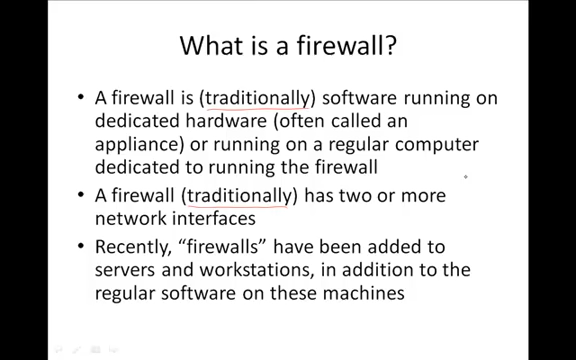 What is a firewall?
• A firewall is (traditionally) software running on
dedicated hardware (often called an
appliance) or running on a regular computer
dedicated to running the firewall
• A firewall (traditionally) has two or more
network interfaces
• Recently, “firewalls” have been added to
servers and workstations, in addition to the
regular software on these machines